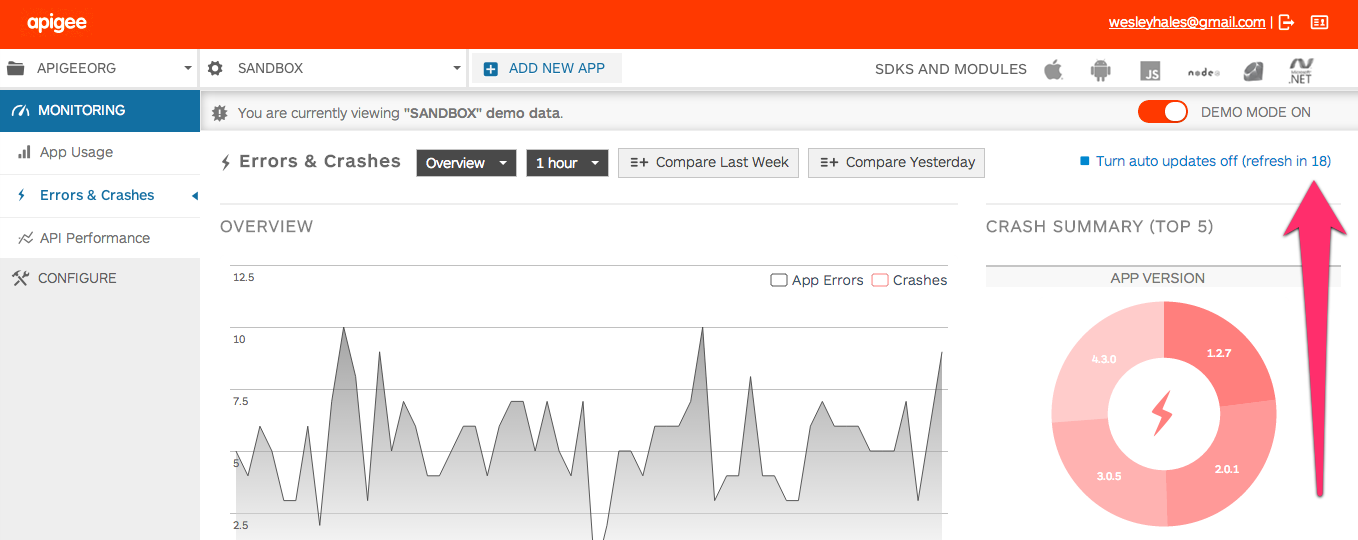 apigee
wesleyhales@gmail.com |
APIGEEORG
SANDBOX
ADD NEW APP
SDKS AND MODULES
JS
node
Microsoft
.NET
MONITORING
You are currently viewing "SANDBOX" demo data.
DEMO MODE ON
App Usage
Errors & Crashes
API Performance
CONFIGURE
Errors & Crashes
Overview
1 hour
Compare Last Week
Compare Yesterday
Turn auto updates off (refresh in 18)
OVERVIEW
12.5
App Errors
Crashes
10
7.5
5
2.5
CRASH SUMMARY (TOP 5)
APP VERSION
4.3.0
1.2.7
3.0.5
2.0.1